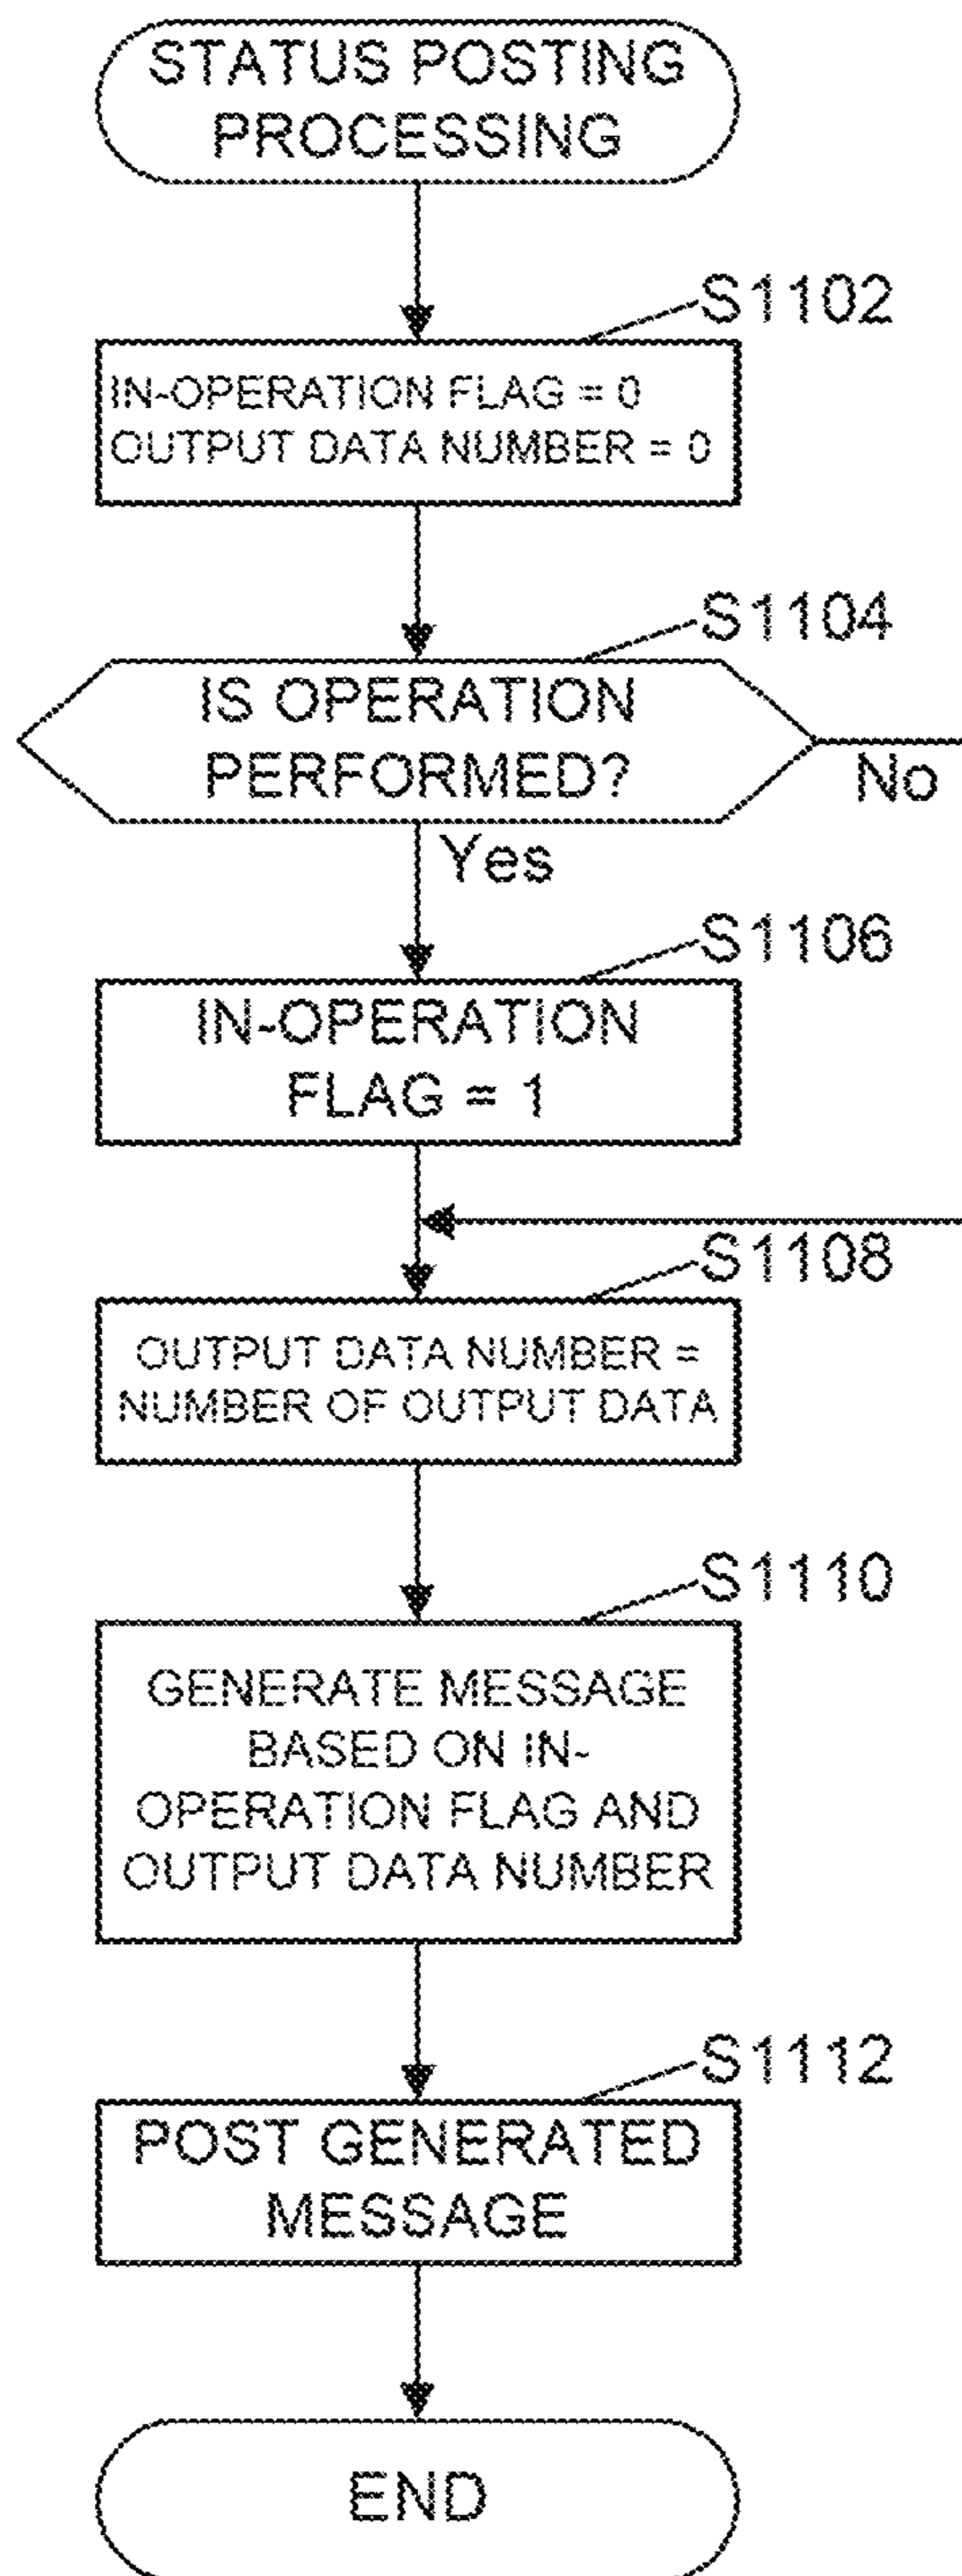 STATUS POSTING
PROCESSING
S1102
IN-OPERATION FLAG = 0
OUTPUT DATA NUMBER = 0
S1104
IS OPERATION
PERFORMED?
No
Yes
S1106
IN-OPERATION
FLAG = 1
S1108
OUTPUT DATA NUMBER =
NUMBER OF OUTPUT DATA
S1110
GENERATE MESSAGE
BASED ON IN-
OPERATION FLAG AND
OUTPUT DATA NUMBER
S1112
POST GENERATED
MESSAGE
END